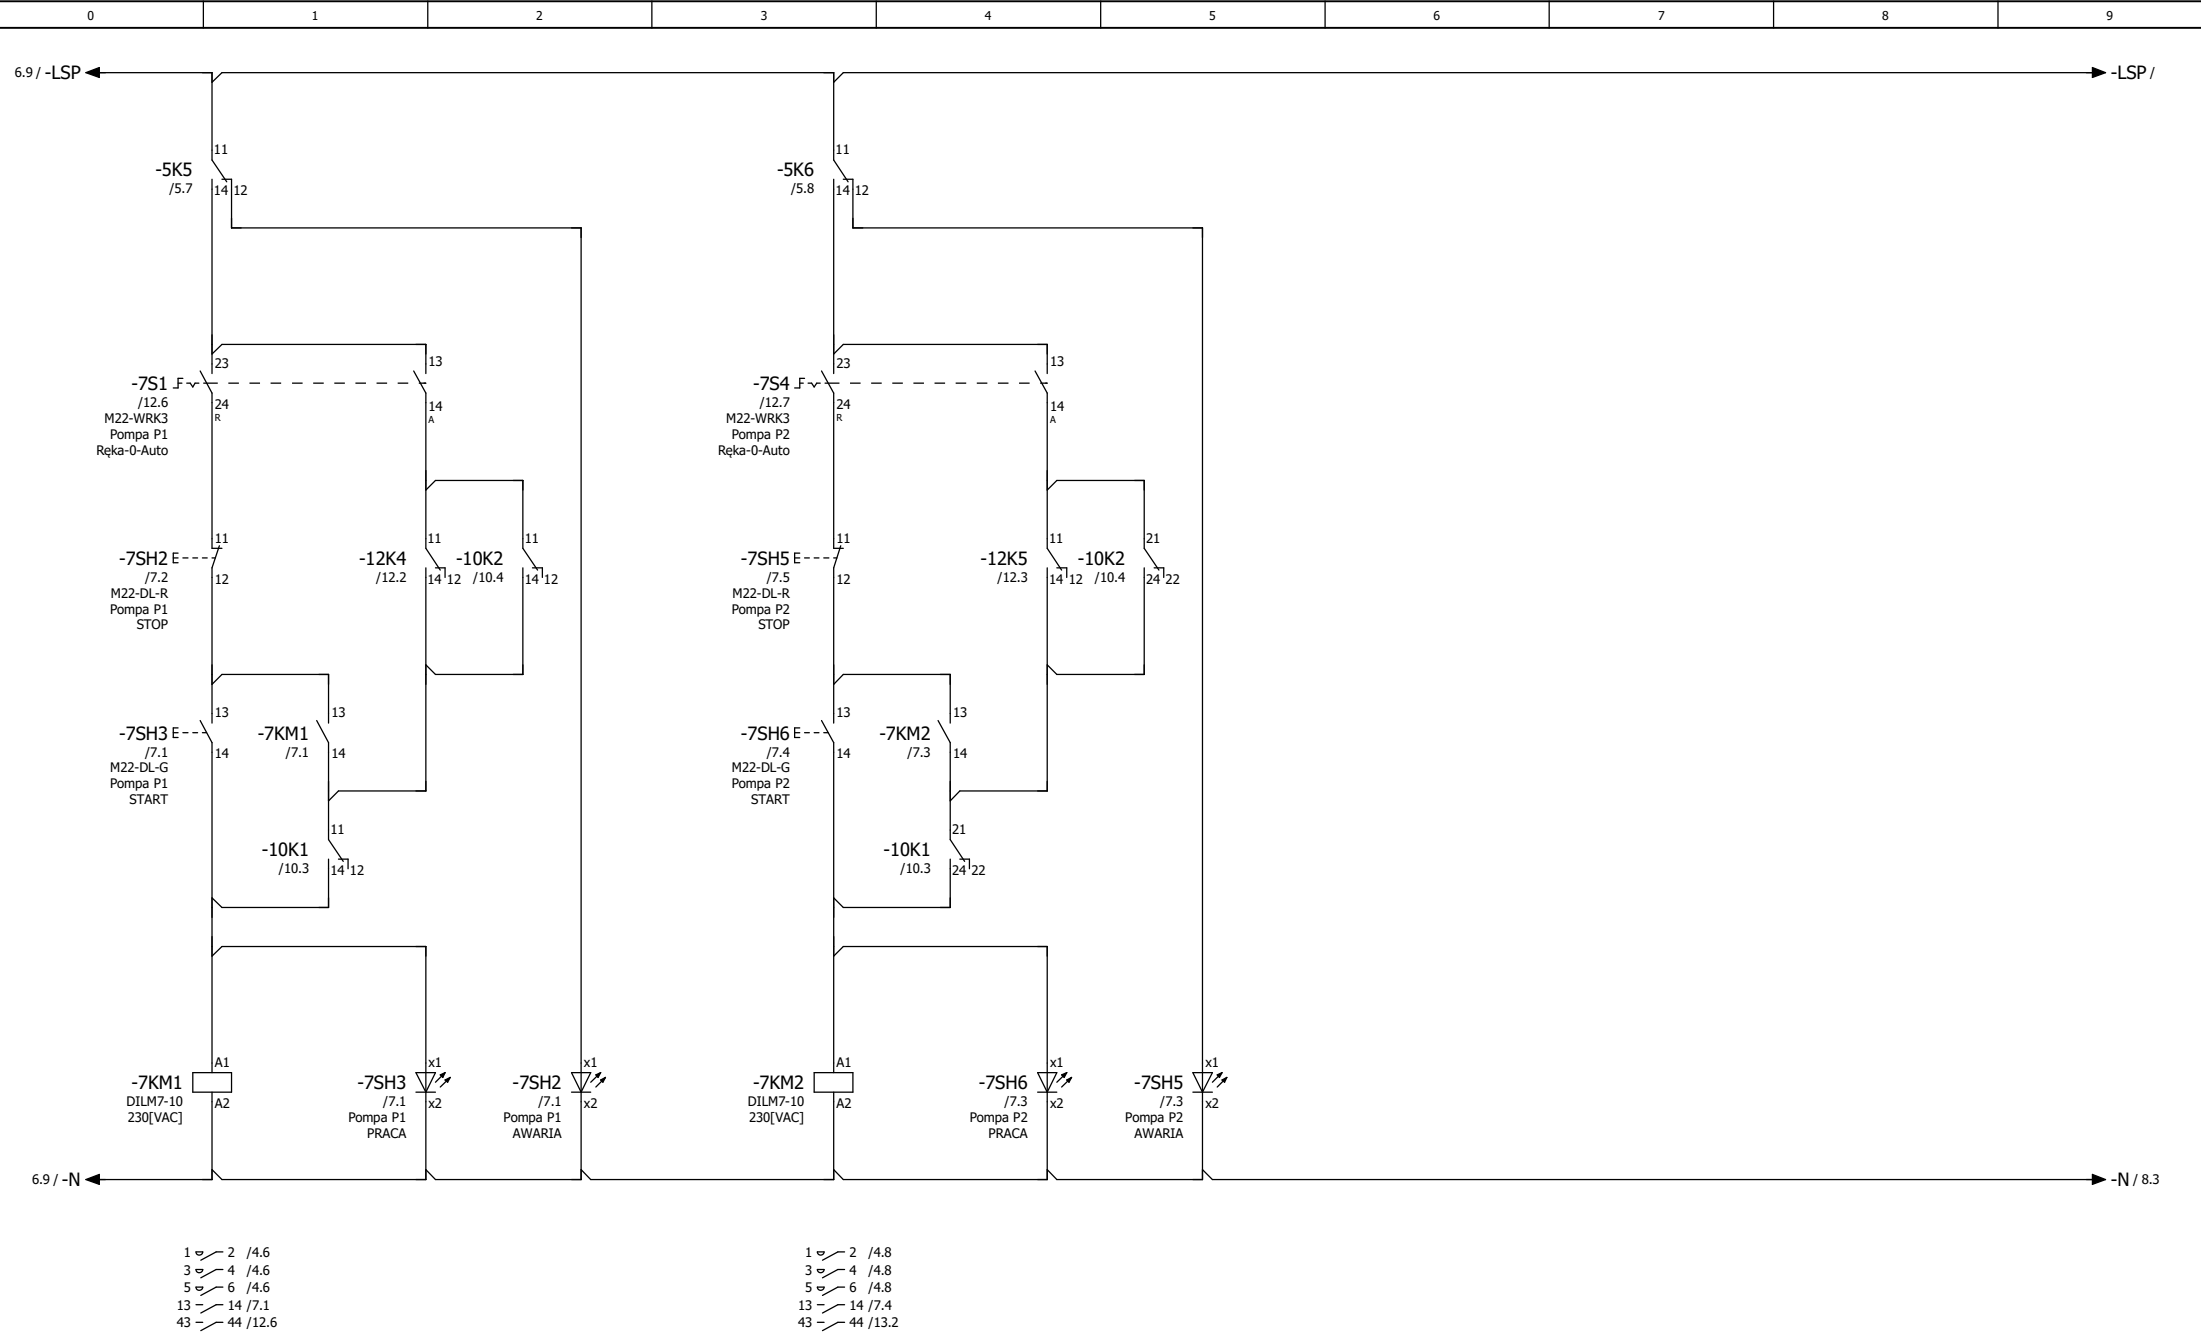 0 1 2 3 4 5 6 7 8 9
6.9 / -LSP
-LSP /
11
-5K5
/5.7
14 12
11
-5K6
/5.8
14 12
23
13
-7S1
/12.6
24
14
R
A
M22-WRK3
Pompa P1
Ręka-0-Auto
23
13
-7S4
/12.7
24
14
R
A
M22-WRK3
Pompa P2
Ręka-0-Auto
11
-7SH2 E
/7.2
12
M22-DL-R
Pompa P1
STOP
11
-12K4
/12.2
14 12
11
-10K2
/10.4
14 12
11
-7SH5 E
/7.5
12
M22-DL-R
Pompa P2
STOP
11
-12K5
/12.3
14 12
21
-10K2
/10.4
24 22
13
-7SH3 E
/7.1
14
M22-DL-G
Pompa P1
START
13
-7KM1
/7.1
14
11
-10K1
/10.3
14 12
13
-7SH6 E
/7.4
14
M22-DL-G
Pompa P2
START
13
-7KM2
/7.3
14
21
-10K1
/10.3
24 22
A1
-7KM1
DILM7-10
A2
230[VAC]
x1
-7SH3
/7.1
x2
Pompa P1
PRACA
x1
-7SH2
/7.1
x2
Pompa P1
AWARIA
A1
-7KM2
DILM7-10
A2
230[VAC]
x1
-7SH6
/7.3
x2
Pompa P2
PRACA
x1
-7SH5
/7.3
x2
Pompa P2
AWARIA
6.9 / -N
-N / 8.3
1 2 /4.6
3 4 /4.6
5 6 /4.6
13 14 /7.1
43 44 /12.6
1 2 /4.8
3 4 /4.8
5 6 /4.8
13 14 /7.4
43 44 /13.2